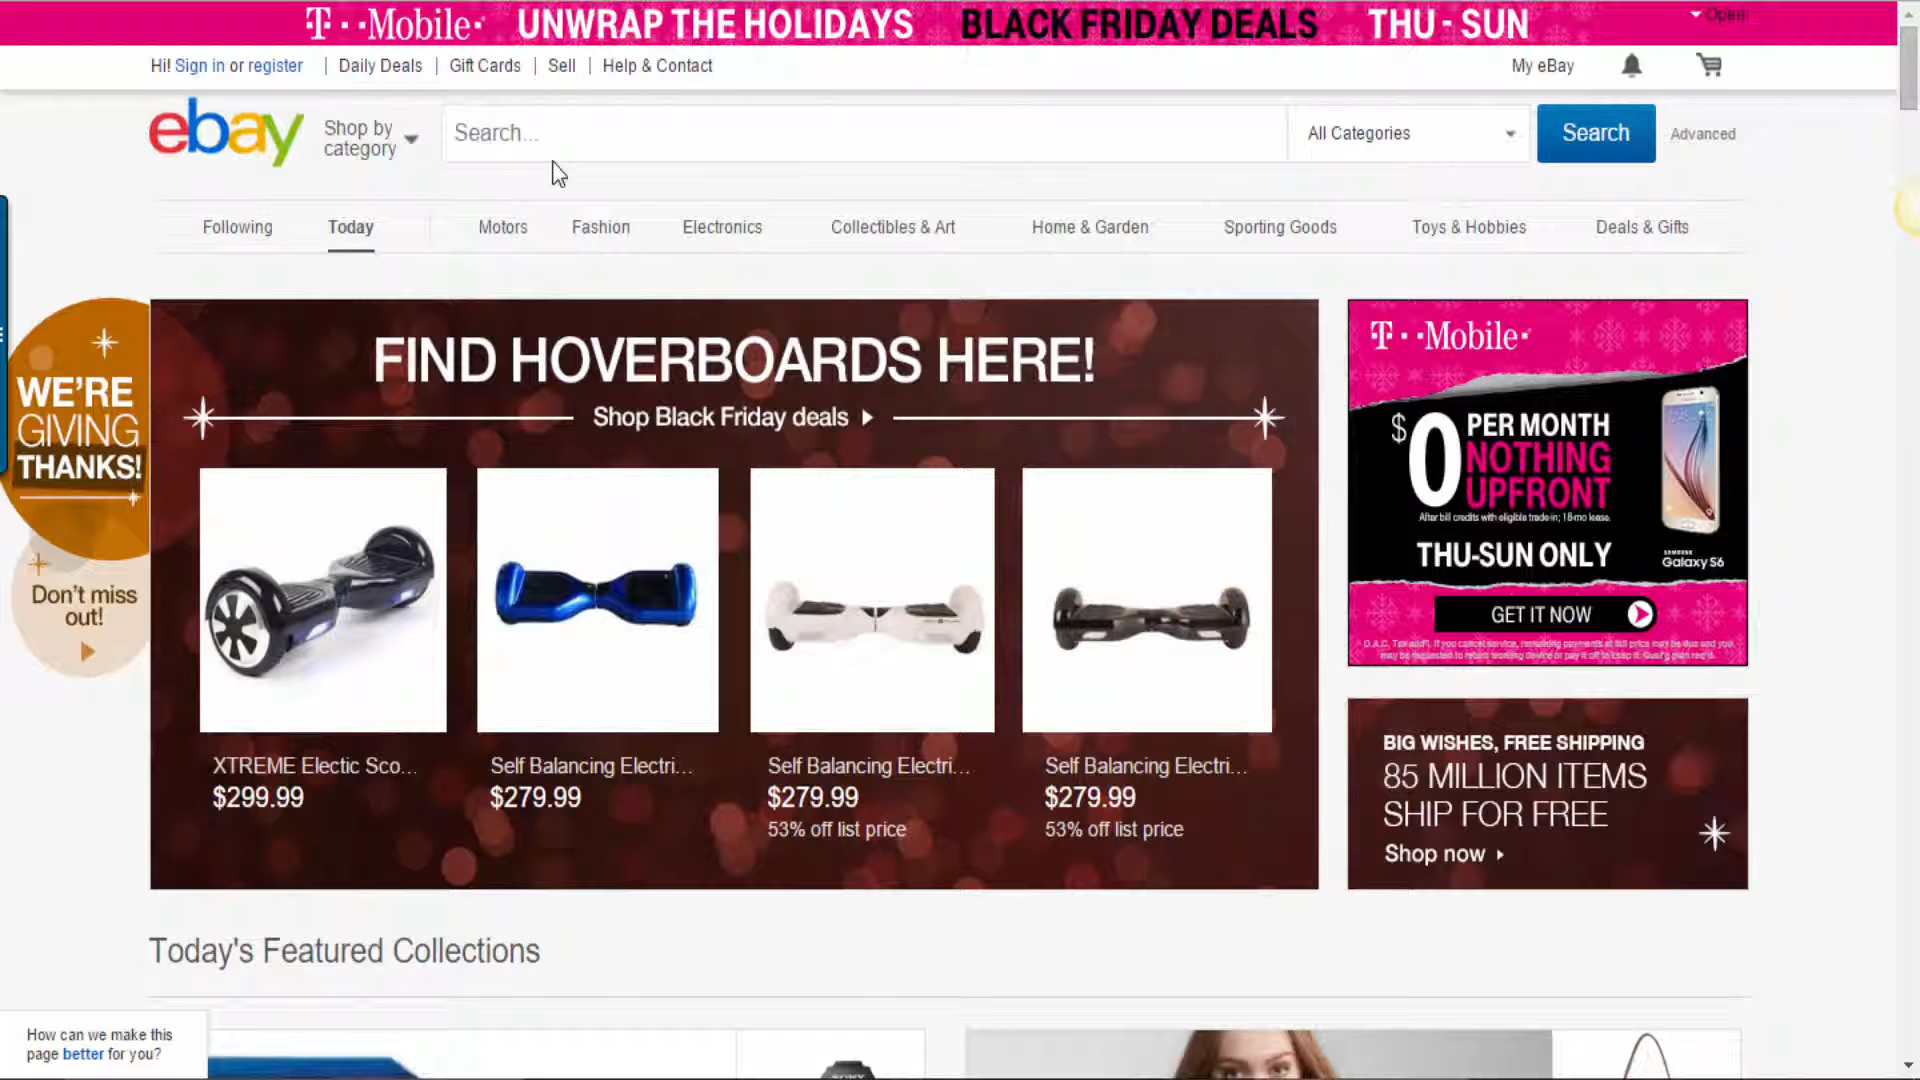 T··Mobile· UNWRAP THE HOLIDAYS BLACK FRIDAY DEALS THU - SUN
Open
Hi! Sign in or register | Daily Deals | Gift Cards | Sell | Help & Contact
My eBay
ebay
Shop by
category
Search...
All Categories
Search
Advanced
Following
Today
Motors
Fashion
Electronics
Collectibles & Art
Home & Garden
Sporting Goods
Toys & Hobbies
Deals & Gifts
WE'RE
GIVING
THANKS!
Don't miss
out!
FIND HOVERBOARDS HERE!
Shop Black Friday deals
XTREME Electic Sco...
$299.99
Self Balancing Electri...
$279.99
Self Balancing Electri...
$279.99
53% off list price
Self Balancing Electri...
$279.99
53% off list price
T··Mobile·
$0 PER MONTH
NOTHING
UPFRONT
After bill credits with eligible trade-in; 18-mo lease.
THU-SUN ONLY
SAMSUNG
Galaxy S6
GET IT NOW
BIG WISHES, FREE SHIPPING
85 MILLION ITEMS
SHIP FOR FREE
Shop now
Today's Featured Collections
How can we make this
page better for you?
SONY